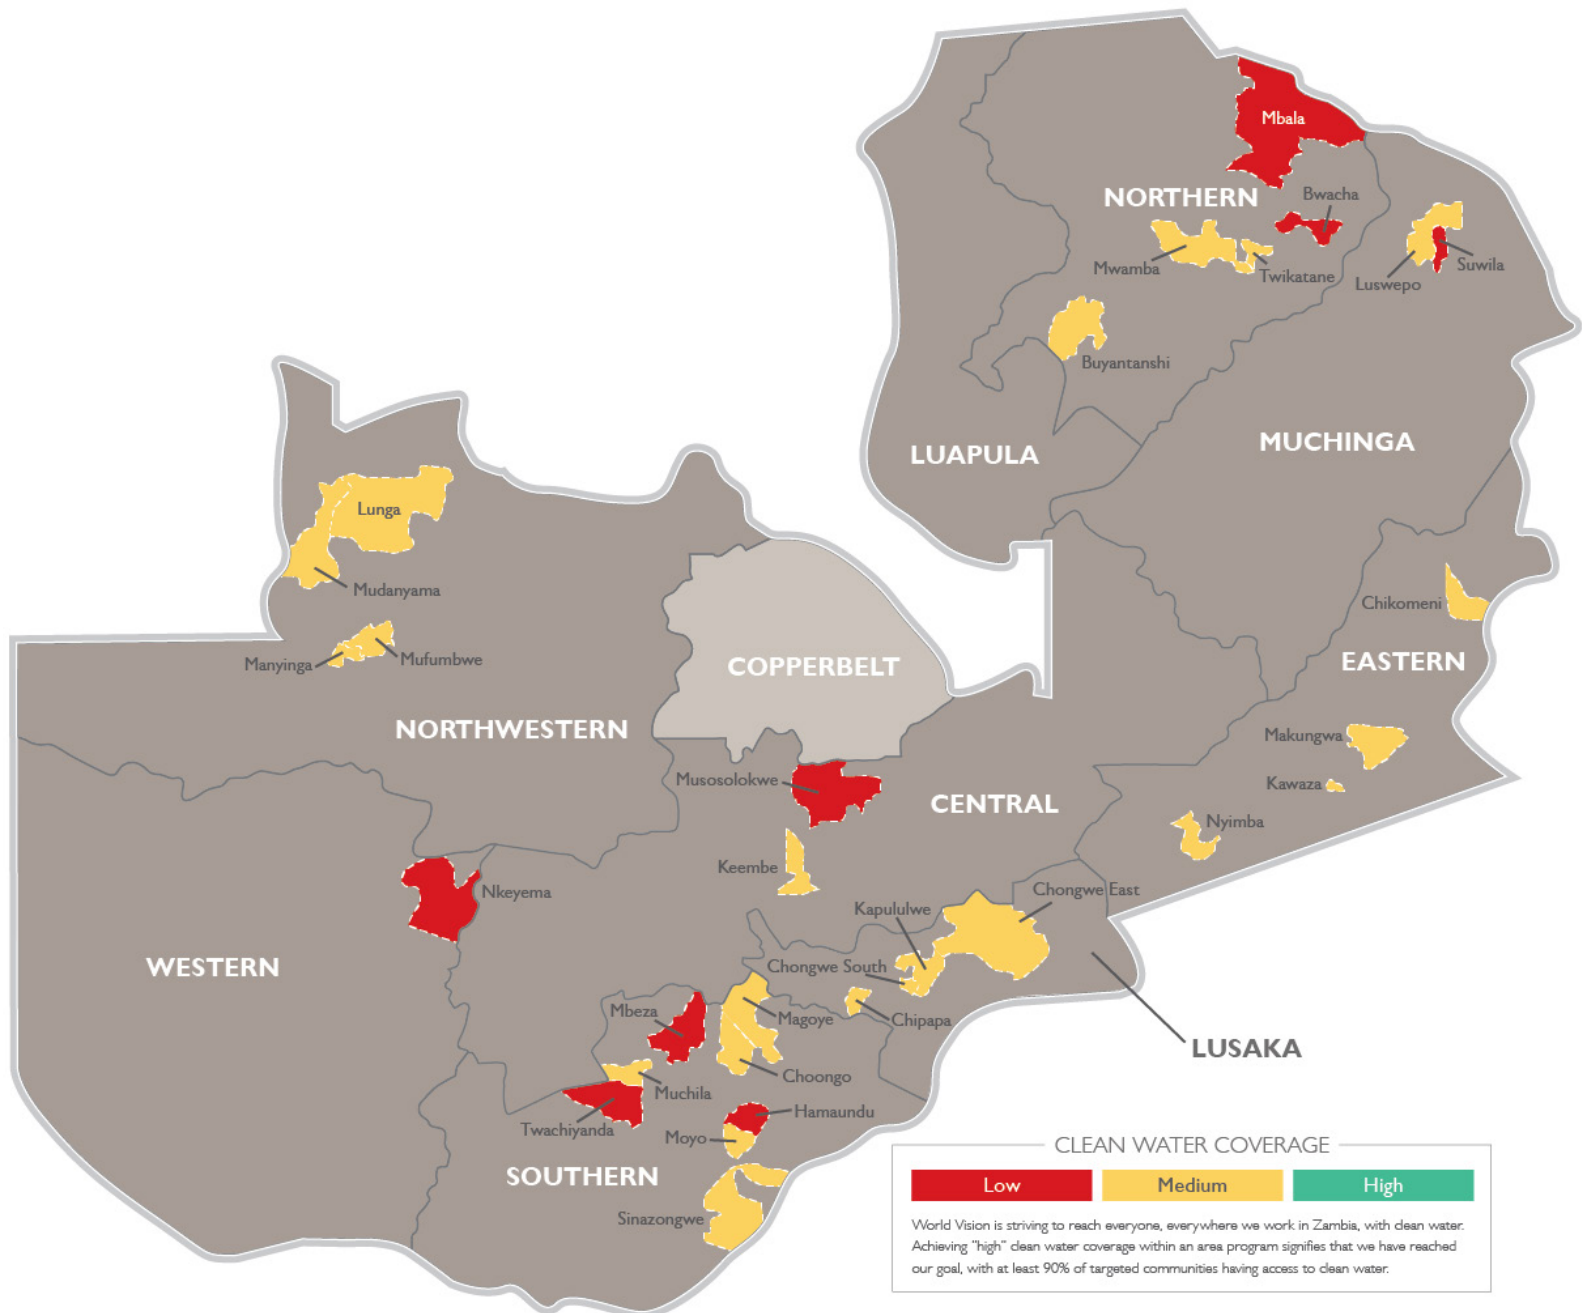 Mbala
NORTHERN
Bwacha
Mwamba
Twikatane
Luswepo
Suwila
Buyantanshi
LUAPULA
MUCHINGA
Lunga
Mudanyama
Manyinga
Mufumbwe
Chikomeni
COPPERBELT
EASTERN
NORTHWESTERN
Makungwa
Musosolokwe
Kawaza
CENTRAL
Nyimba
Keembe
Nkeyema
Chongwe East
Kapululwe
WESTERN
Chongwe South
Mbeza
Magoye
Chipapa
LUSAKA
Choongo
Muchila
Twachiyanda
Hamaundu
Moyo
SOUTHERN
Sinazongwe
CLEAN WATER COVERAGE
Low Medium High
World Vision is striving to reach everyone, everywhere we work in Zambia, with clean water.
Achieving "high" clean water coverage within an area program signifies that we have reached
our goal, with at least 90% of targeted communities having access to clean water.